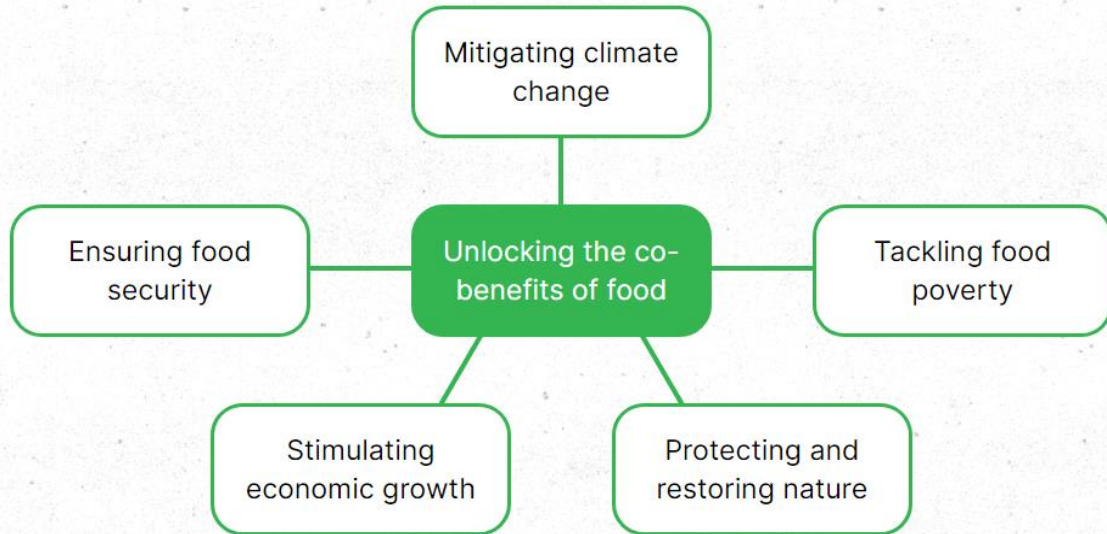 Mitigating climate
change
Ensuring food
security
Unlocking the co-
benefits of food
Tackling food
poverty
Stimulating
economic growth
Protecting and
restoring nature